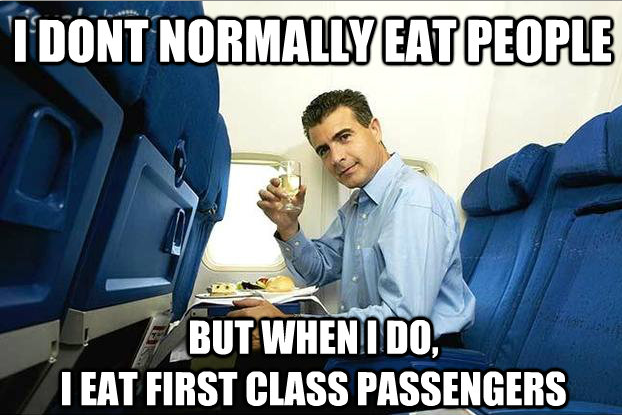 I DONT NORMALLY EAT PEOPLE
BUT WHEN I DO,
I EAT FIRST CLASS PASSENGERS